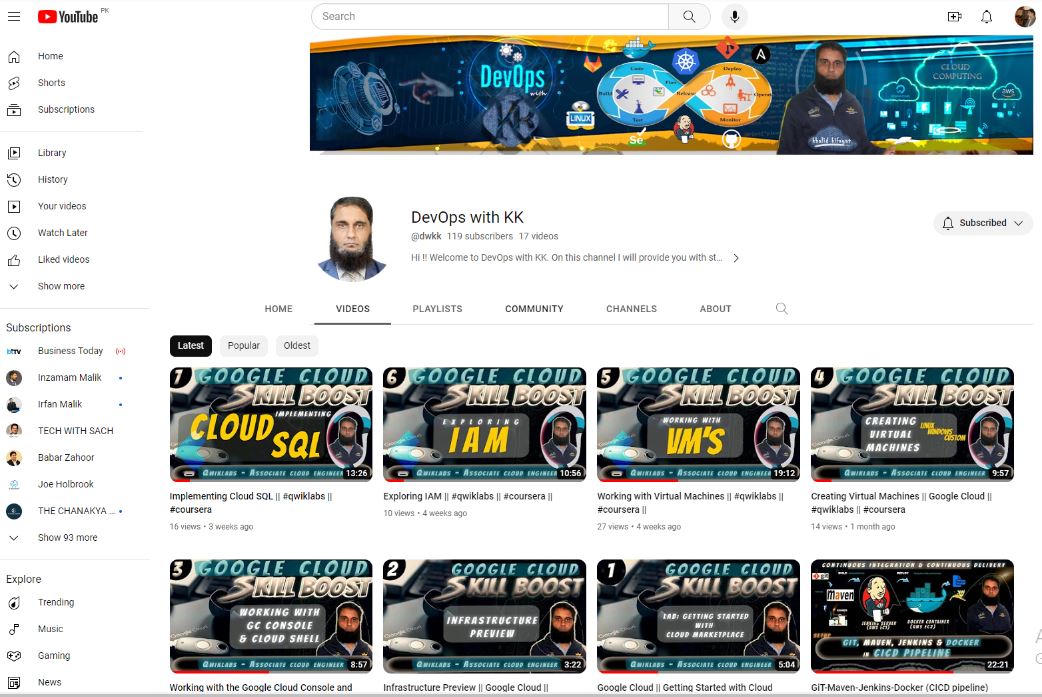 YouTube PK
Search
Home
Shorts
Subscriptions
Library
History
Your videos
Watch Later
Liked videos
Show more
Subscriptions
Business Today
Inzamam Malik
Irfan Malik
TECH WITH SACH
Babar Zahoor
Joe Holbrook
THE CHANAKYA ...
Show 93 more
Explore
Trending
Music
Gaming
News
DevOps
with
KK
LINUX
Code
Build
Plan
Test
Release
Deploy
Operate
Monitor
Se
A
CLOUD
COMPUTING
aws
khalid kifayat
DevOps with KK
@dwkk 119 subscribers 17 videos
Hi !! Welcome to DevOps with KK. On this channel I will provide you with st...
Subscribed
HOME VIDEOS PLAYLISTS COMMUNITY CHANNELS ABOUT
Latest Popular Oldest
7 GOOGLE CLOUD
SKILL BOOST
IMPLEMENTING
CLOUD
SQL
QWIKLABS - ASSOCIATE CLOUD ENGINEER
13:26
Implementing Cloud SQL || #qwiklabs ||
#coursera
16 views • 3 weeks ago
6 GOOGLE CLOUD
SKILL BOOST
EXPLORING
IAM
QWIKLABS - ASSOCIATE CLOUD ENGINEER
10:56
Exploring IAM || #qwiklabs || #coursera ||
10 views • 4 weeks ago
5 GOOGLE CLOUD
SKILL BOOST
WORKING WITH
VM'S
QWIKLABS - ASSOCIATE CLOUD ENGINEER
19:12
Working with Virtual Machines || #qwiklabs ||
#coursera ||
27 views • 4 weeks ago
4 GOOGLE CLOUD
SKILL BOOST
CREATING
VIRTUAL
MACHINES
LINUX
WINDOWS
CUSTOM
QWIKLABS - ASSOCIATE CLOUD ENGINEER
9:57
Creating Virtual Machines || Google Cloud ||
#qwiklabs || #coursera
14 views • 1 month ago
3 GOOGLE CLOUD
SKILL BOOST
WORKING WITH
GC CONSOLE
& CLOUD SHELL
QWIKLABS - ASSOCIATE CLOUD ENGINEER
8:57
Working with the Google Cloud Console and
2 GOOGLE CLOUD
SKILL BOOST
INFRASTRUCTURE
PREVIEW
QWIKLABS - ASSOCIATE CLOUD ENGINEER
3:22
Infrastructure Preview || Google Cloud ||
1 GOOGLE CLOUD
SKILL BOOST
LAB: GETTING STARTED
WITH
CLOUD MARKETPLACE
QWIKLABS - ASSOCIATE CLOUD ENGINEER
5:04
Google Cloud || Getting Started with Cloud
CONTINUOUS INTEGRATION & CONTINUOUS DELIVERY
Maven
JENKINS SERVER
(AWS EC2)
DOCKER CONTAINER
(AWS EC2)
SETUP
GIT, MAVEN, JENKINS & DOCKER
in CICD PIPELINE
22:21
GiT-Maven-Jenkins-Docker (CICD pipeline)